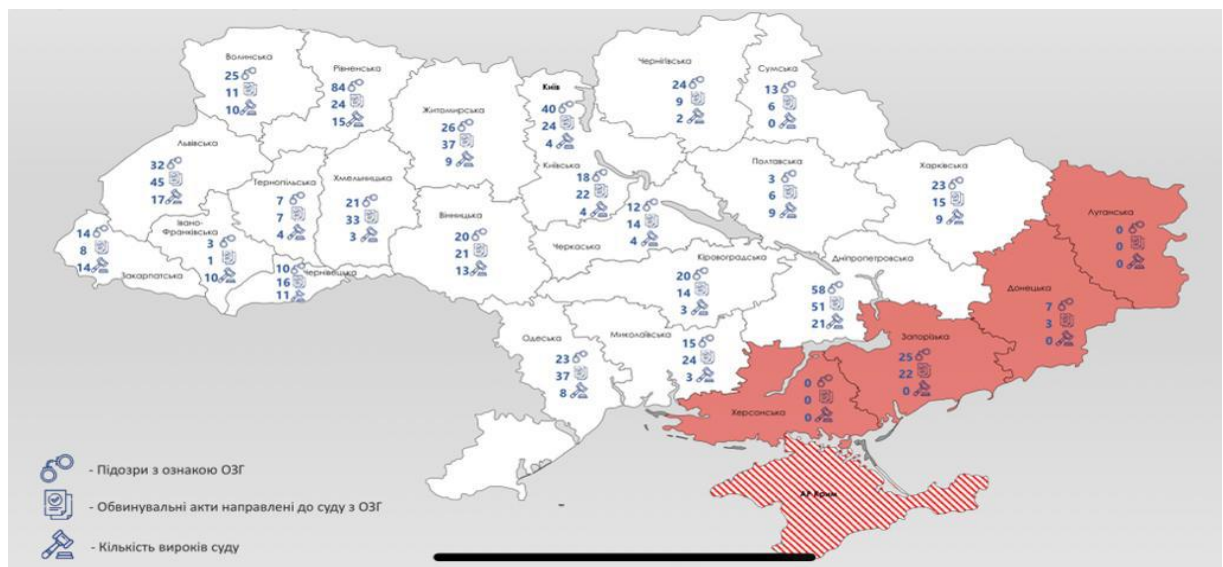 Волинська
25
11
10
Рівненська
84
24
15
Житомирська
26
37
9
Київ
40
24
4
Чернігівська
24
9
2
Сумська
13
6
0
Львівська
32
45
17
Тернопільська
7
7
4
Хмельницька
21
33
3
Київська
18
22
4
Полтавська
3
6
9
Харківська
23
15
9
Луганська
0
0
0
14
8
14
Закарпатська
Івано-
Франківська
3
1
10
10
Чернівецька
16
11
Вінницька
20
21
13
Черкаська
12
14
4
Кіровоградська
20
14
3
Дніпропетровська
58
51
21
Донецька
7
3
0
Одеська
23
37
8
Миколаївська
15
24
3
Запорізька
25
22
0
Херсонська
0
0
0
АР Крим
- Підозри з ознакою ОЗГ
- Обвинувальні акти направлені до суду з ОЗГ
- Кількість вироків суду